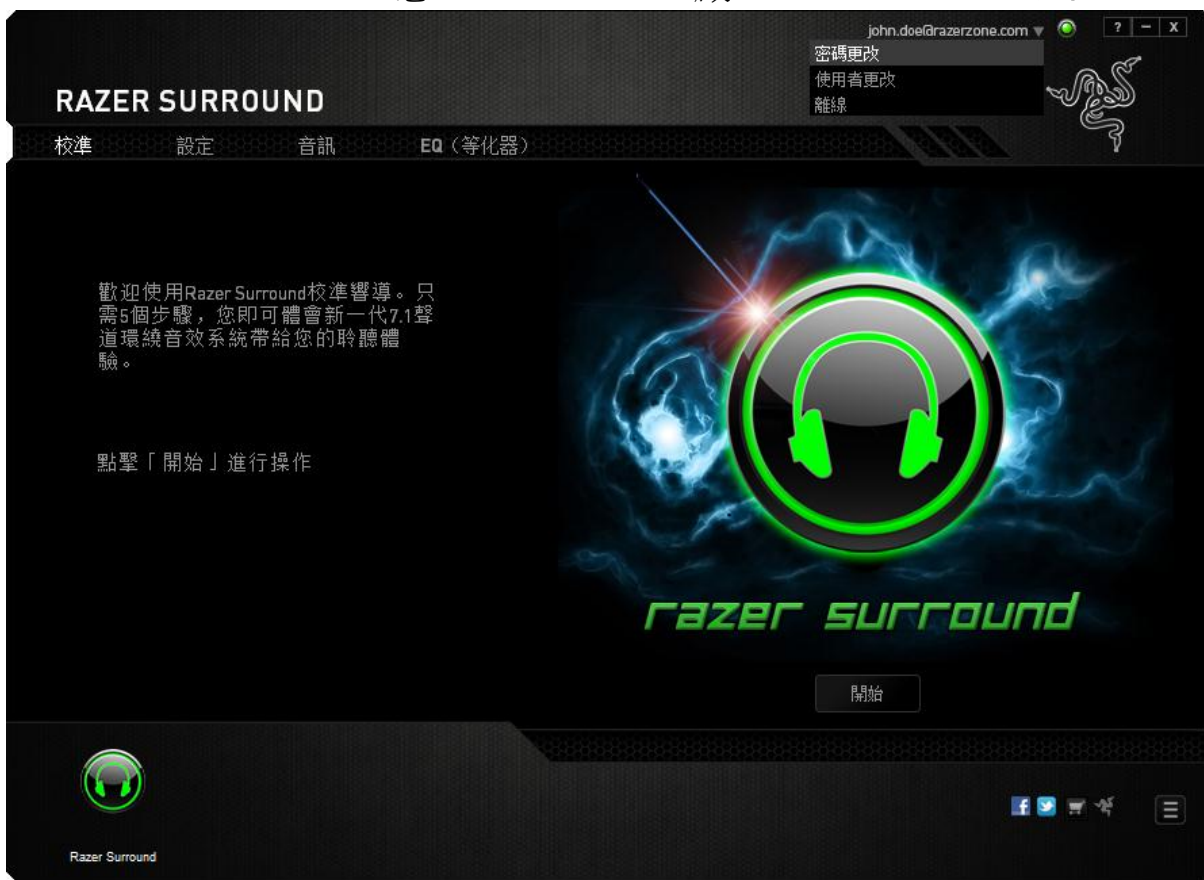 john.doe@razerzone.com
? – X
密碼更改
使用者更改
離線
RAZER SURROUND
校準 設定 音訊 EQ（等化器）
歡迎使用Razer Surround校準響導。只
需5個步驟，您即可體會新一代7.1聲
道環繞音效系統帶給您的聆聽體
驗。
點擊「開始」進行操作
razer surround
開始
Razer Surround